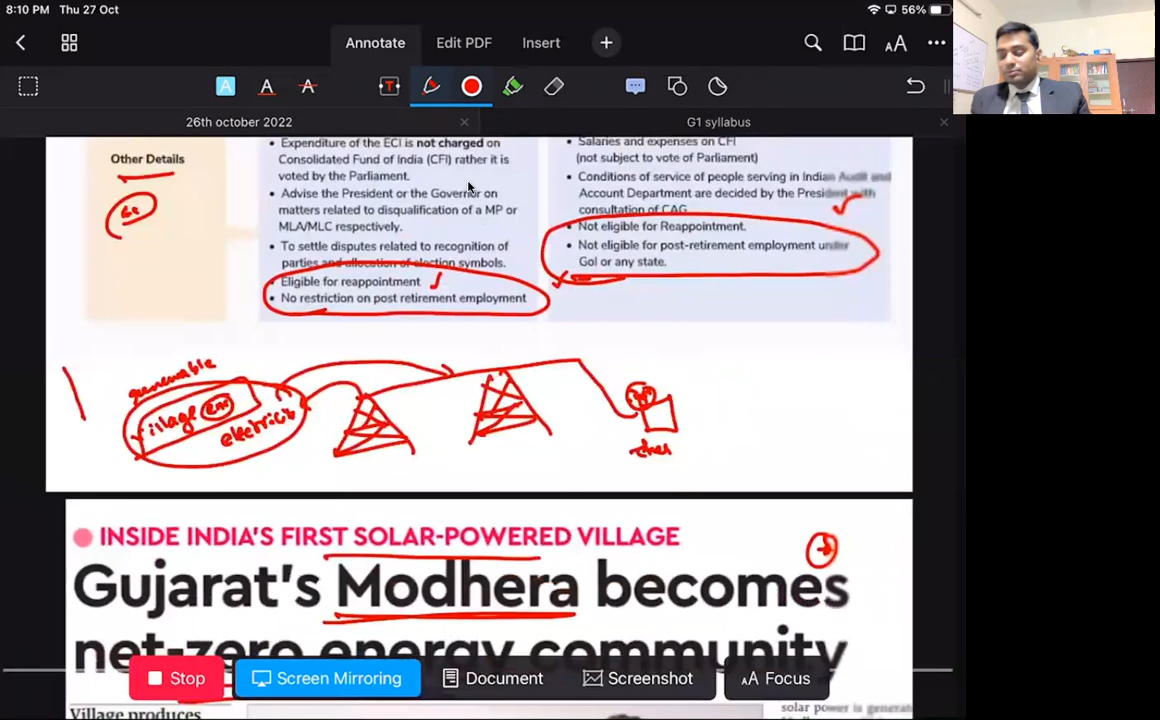 8:10 PM Thu 27 Oct
56%
Annotate
Edit PDF
Insert
AA
A
A
A
T
26th october 2022
G1 syllabus
Other Details
• Expenditure of the ECI is not charged on
Consolidated Fund of India (CFI) rather it is
voted by the Parliament.
• Advise the President or the Governor on
matters related to disqualification of a MP or
MLA/MLC respectively.
• To settle disputes related to recognition of
parties and allocation of election symbols.
• Eligible for reappointment
• No restriction on post retirement employment
• Salaries and expenses on CFI
(not subject to vote of Parliament)
• Conditions of service of people serving in Indian Audit and
Account Department are decided by the President with
consultation of CAG
• Not eligible for Reappointment.
• Not eligible for post-retirement employment under
GoI or any state.
village
electricity
INSIDE INDIA'S FIRST SOLAR-POWERED VILLAGE
Gujarat's Modhera becomes
net-zero energy community
Stop
Screen Mirroring
Document
Screenshot
AA Focus
Village produces
solar power is generat